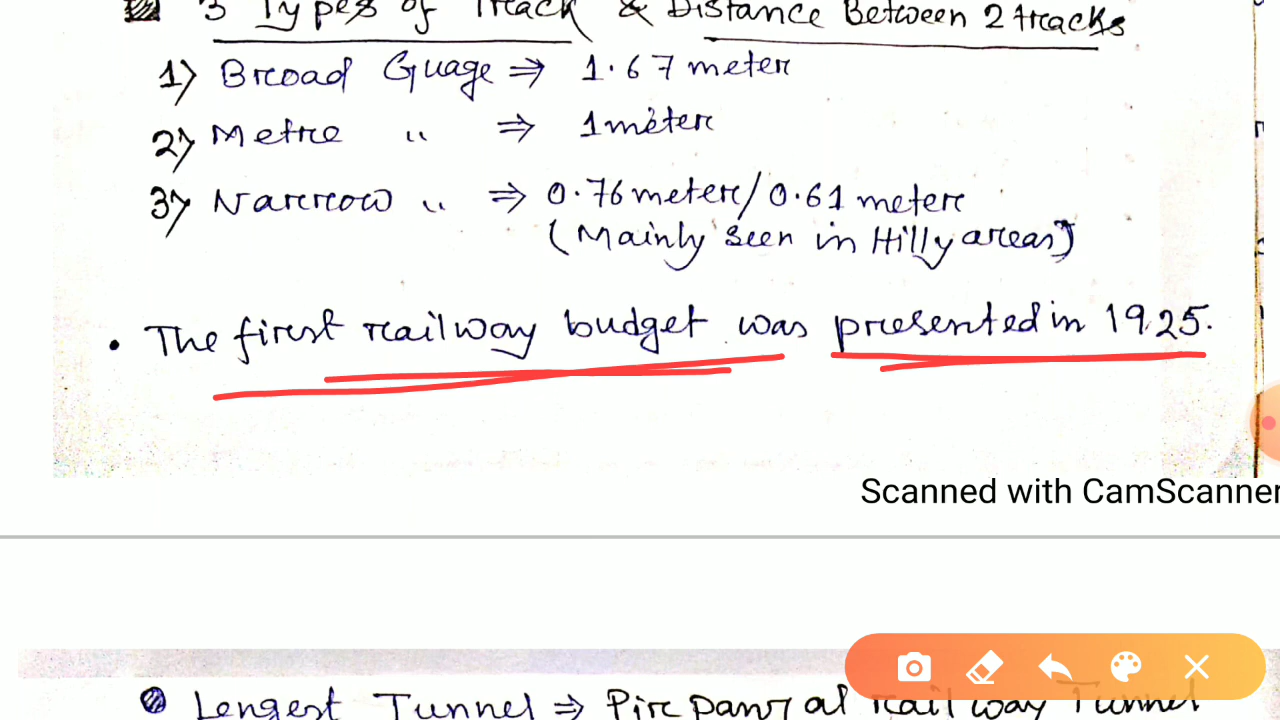 3 Types of Track & Distance Between 2 tracks
1) Broad Guage ⇒ 1.67 meter
2) Metre " ⇒ 1 meter
3) Narrow " ⇒ 0.76 meter/0.61 meter
(Mainly seen in Hilly areas)
• The first railway budget was presented in 1925.
Scanned with CamScanner
Longest Tunnel ⇒ Pir Panjal railway Tunnel